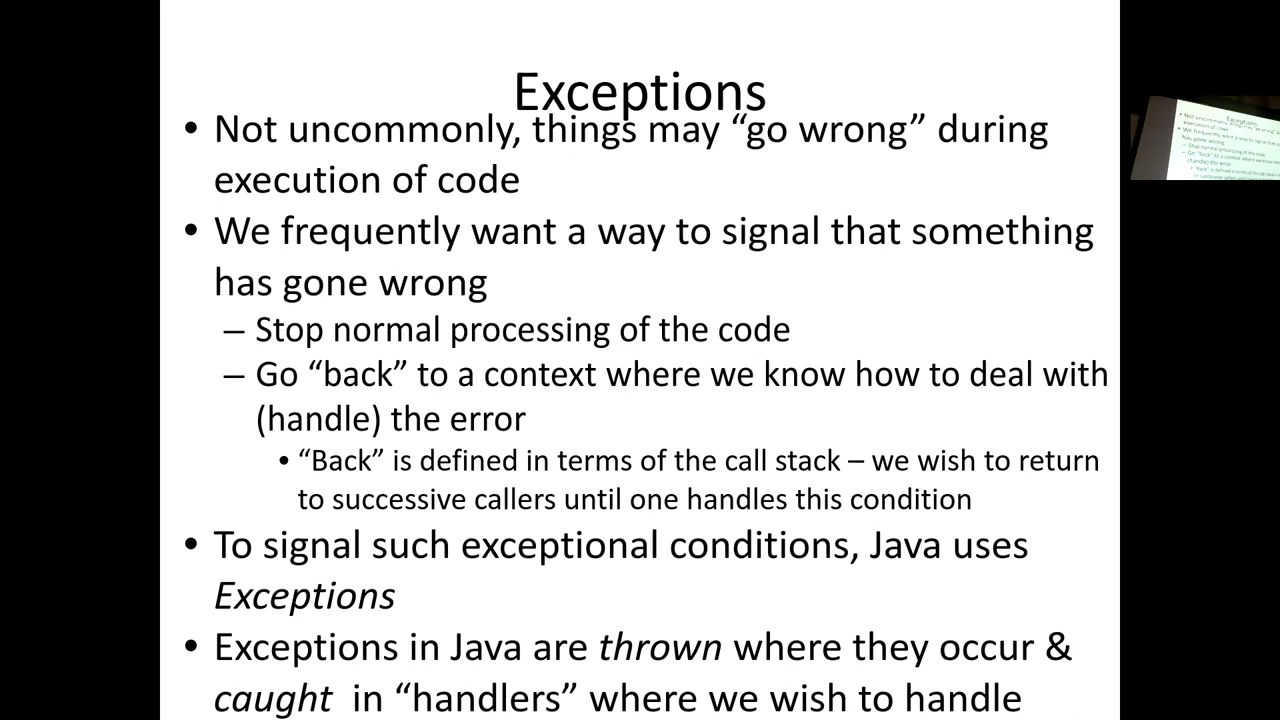 Exceptions
• Not uncommonly, things may “go wrong” during
execution of code
• We frequently want a way to signal that something
has gone wrong
– Stop normal processing of the code
– Go “back” to a context where we know how to deal with
(handle) the error
• “Back” is defined in terms of the call stack – we wish to return
to successive callers until one handles this condition
• To signal such exceptional conditions, Java uses
Exceptions
• Exceptions in Java are thrown where they occur &
caught in “handlers” where we wish to handle